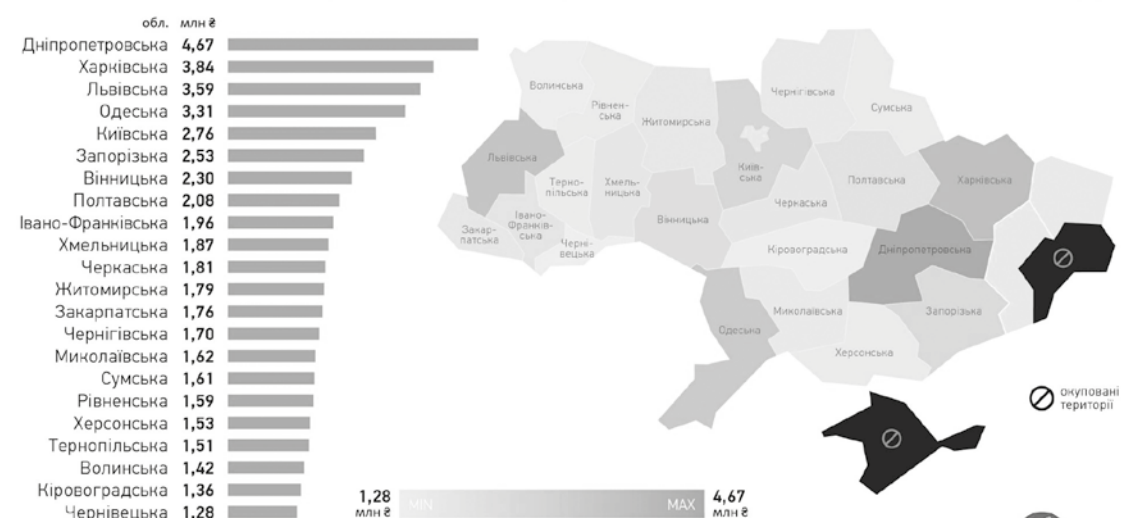 обл. млн ₴
Дніпропетровська 4,67
Харківська 3,84
Львівська 3,59
Одеська 3,31
Київська 2,76
Запорізька 2,53
Вінницька 2,30
Полтавська 2,08
Івано-Франківська 1,96
Хмельницька 1,87
Черкаська 1,81
Житомирська 1,79
Закарпатська 1,76
Чернігівська 1,70
Миколаївська 1,62
Сумська 1,61
Рівненська 1,59
Херсонська 1,53
Тернопільська 1,51
Волинська 1,42
Кіровоградська 1,36
Чернівецька 1,28
Волинська
Рівнен-
ська
Житомирська
Чернігівська
Сумська
Львівська
Терно-
пільська
Хмель-
ницька
Київ-
ська
Полтавська
Харківська
Черкаська
Закар-
патська
Івано-
Франків-
ська
Черні-
вецька
Вінницька
Кіровоградська
Дніпропетровська
Одеська
Миколаївська
Запорізька
Херсонська
окуповані
території
1,28
млн ₴
MIN
MAX
4,67
млн ₴